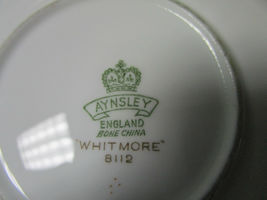 AYNSLEY
ENGLAND
BONE CHINA
"WHITMORE"
8112